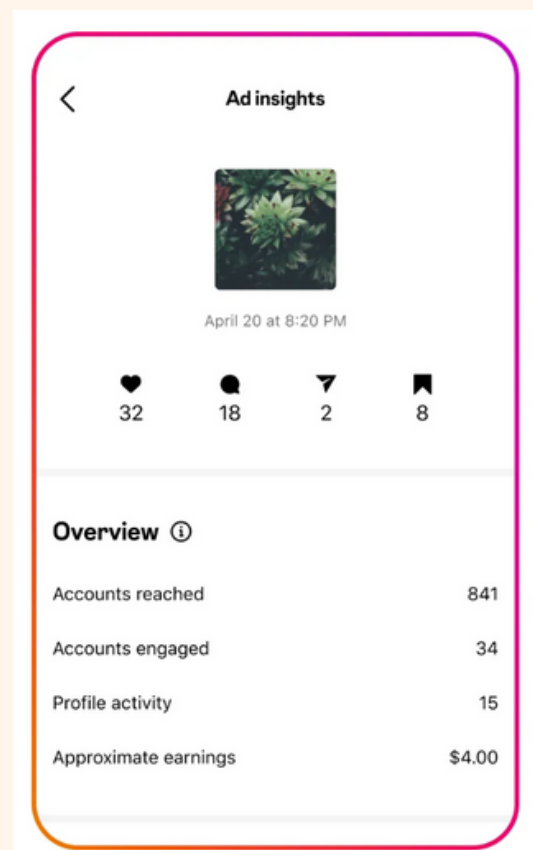 Ad insights
April 20 at 8:20 PM
32 18 2 8
Overview
Accounts reached 841
Accounts engaged 34
Profile activity 15
Approximate earnings $4.00